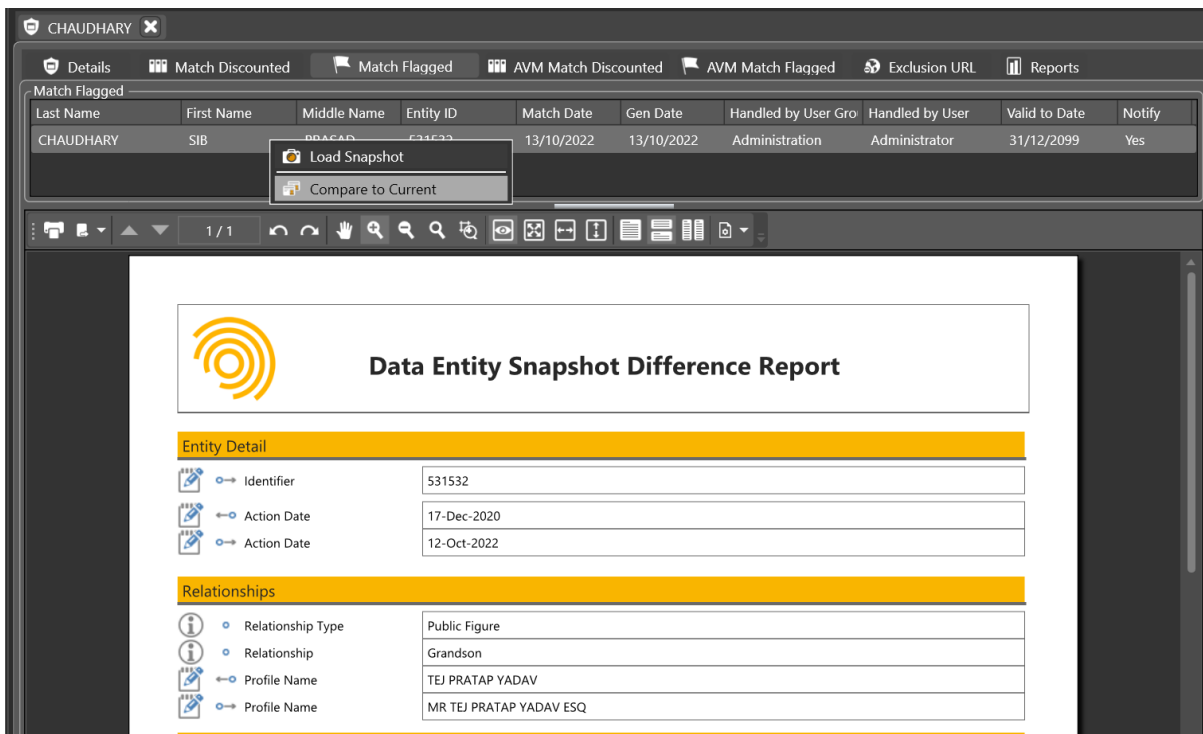 CHAUDHARY
Details Match Discounted Match Flagged AVM Match Discounted AVM Match Flagged Exclusion URL Reports
Match Flagged
Last Name First Name Middle Name Entity ID Match Date Gen Date Handled by User Gro Handled by User Valid to Date Notify
CHAUDHARY SIB PRASAD 531532 13/10/2022 13/10/2022 Administration Administrator 31/12/2099 Yes
Load Snapshot
Compare to Current
1 / 1
Data Entity Snapshot Difference Report
Entity Detail
Identifier 531532
Action Date 17-Dec-2020
Action Date 12-Oct-2022
Relationships
Relationship Type Public Figure
Relationship Grandson
Profile Name TEJ PRATAP YADAV
Profile Name MR TEJ PRATAP YADAV ESQ